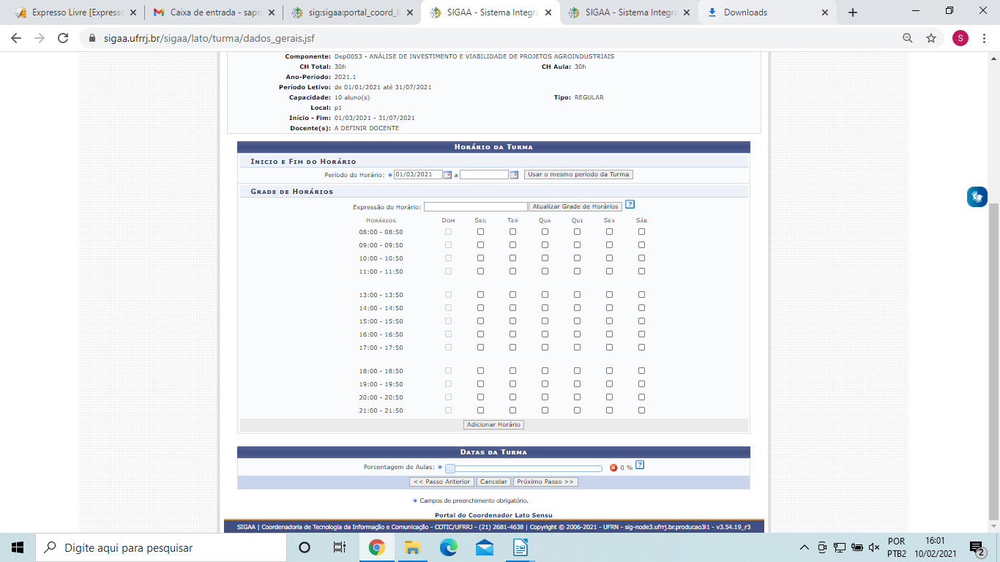 Expresso Livre [Expresso
Caixa de entrada - sapn
sig:sigaa:portal_coord_la
SIGAA - Sistema Integra
SIGAA - Sistema Integra
Downloads
sigaa.ufrrj.br/sigaa/lato/turma/dados_gerais.jsf
S
Componente: Dep0053 - ANÁLISE DE INVESTIMENTO E VIABILIDADE DE PROJETOS AGROINDUSTRIAIS
CH Total: 30h CH Aula: 30h
Ano-Período: 2021.1
Período Letivo: de 01/01/2021 até 31/07/2021
Capacidade: 10 aluno(s) Tipo: REGULAR
Local: p1
Início - Fim: 01/03/2021 - 31/07/2021
Docente(s): A DEFINIR DOCENTE
Horário da Turma
Inicio e Fim do Horário
Período do Horário: 01/03/2021 a Usar o mesmo período da Turma
Grade de Horários
Expressão do Horário: Atualizar Grade de Horários ?
Horários Dom Seg Ter Qua Qui Sex Sáb
08:00 - 08:50
09:00 - 09:50
10:00 - 10:50
11:00 - 11:50
13:00 - 13:50
14:00 - 14:50
15:00 - 15:50
16:00 - 16:50
17:00 - 17:50
18:00 - 18:50
19:00 - 19:50
20:00 - 20:50
21:00 - 21:50
Adicionar Horário
Datas da Turma
Porcentagem de Aulas: 0 % ?
<< Passo Anterior Cancelar Próximo Passo >>
Campos de preenchimento obrigatório.
Portal do Coordenador Lato Sensu
SIGAA | Coordenadoria de Tecnologia da Informação e Comunicação - COTIC/UFRRJ - (21) 2681-4638 | Copyright © 2006-2021 - UFRN - sig-node3.ufrrj.br.producao3i1 - v3.54.19_r3
Digite aqui para pesquisar
POR
PTB2
16:01
10/02/2021
2